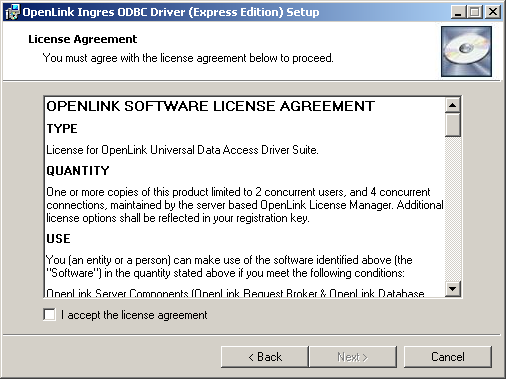 OpenLink Ingres ODBC Driver (Express Edition) Setup
License Agreement
You must agree with the license agreement below to proceed.
OPENLINK SOFTWARE LICENSE AGREEMENT
TYPE
License for OpenLink Universal Data Access Driver Suite.
QUANTITY
One or more copies of this product limited to 2 concurrent users, and 4 concurrent
connections, maintained by the server based OpenLink License Manager. Additional
license options shall be reflected in your registration key.
USE
You (an entity or a person) can make use of the software identified above (the
"Software") in the quantity stated above if you meet the following conditions:
OpenLink Server Components (OpenLink Request Broker & OpenLink Database
I accept the license agreement
< Back
Next >
Cancel